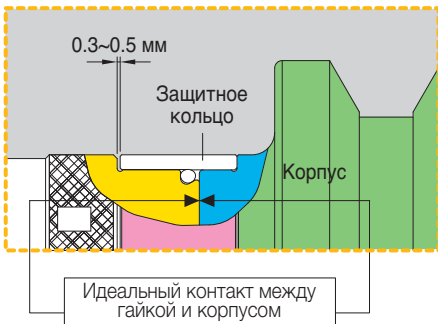 0.3~0.5 мм
Защитное
кольцо
Корпус
Идеальный контакт между
гайкой и корпусом